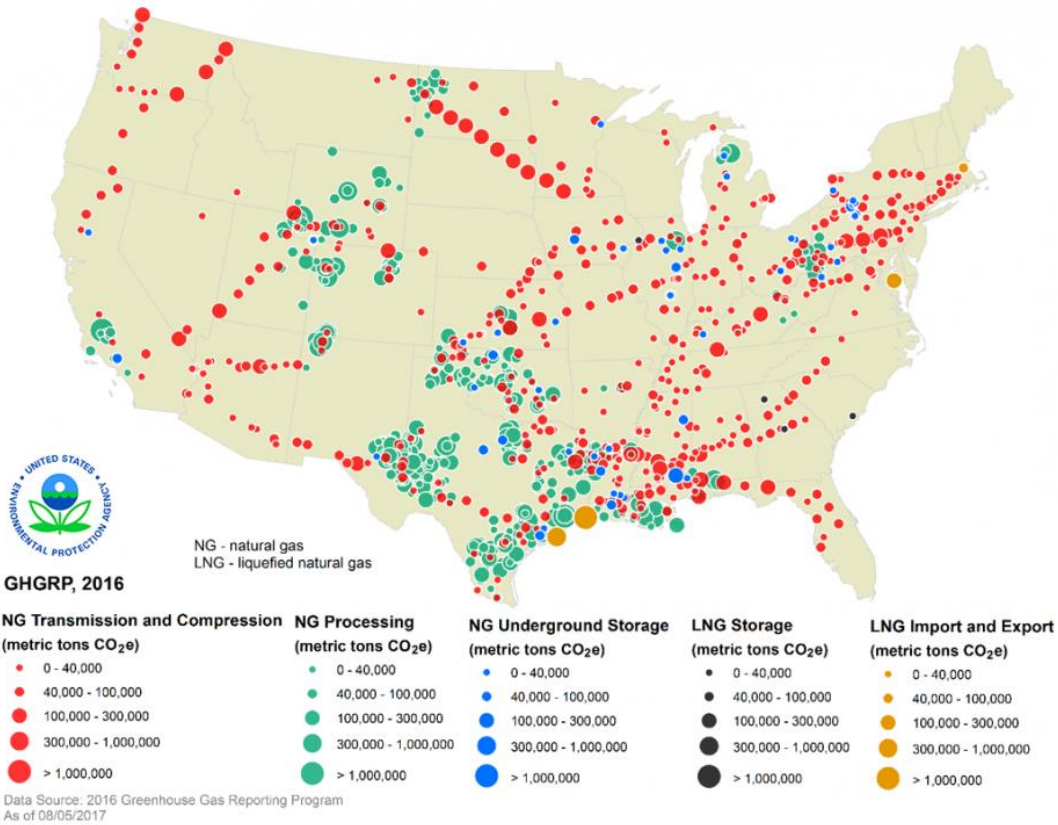 UNITED STATES
ENVIRONMENTAL PROTECTION AGENCY
NG - natural gas
LNG - liquefied natural gas
GHGRP, 2016
NG Transmission and Compression
(metric tons CO₂e)
0 - 40,000
40,000 - 100,000
100,000 - 300,000
300,000 - 1,000,000
> 1,000,000
NG Processing
(metric tons CO₂e)
0 - 40,000
40,000 - 100,000
100,000 - 300,000
300,000 - 1,000,000
> 1,000,000
NG Underground Storage
(metric tons CO₂e)
0 - 40,000
40,000 - 100,000
100,000 - 300,000
300,000 - 1,000,000
> 1,000,000
LNG Storage
(metric tons CO₂e)
0 - 40,000
40,000 - 100,000
100,000 - 300,000
300,000 - 1,000,000
> 1,000,000
LNG Import and Export
(metric tons CO₂e)
0 - 40,000
40,000 - 100,000
100,000 - 300,000
300,000 - 1,000,000
> 1,000,000
Data Source: 2016 Greenhouse Gas Reporting Program
As of 08/05/2017